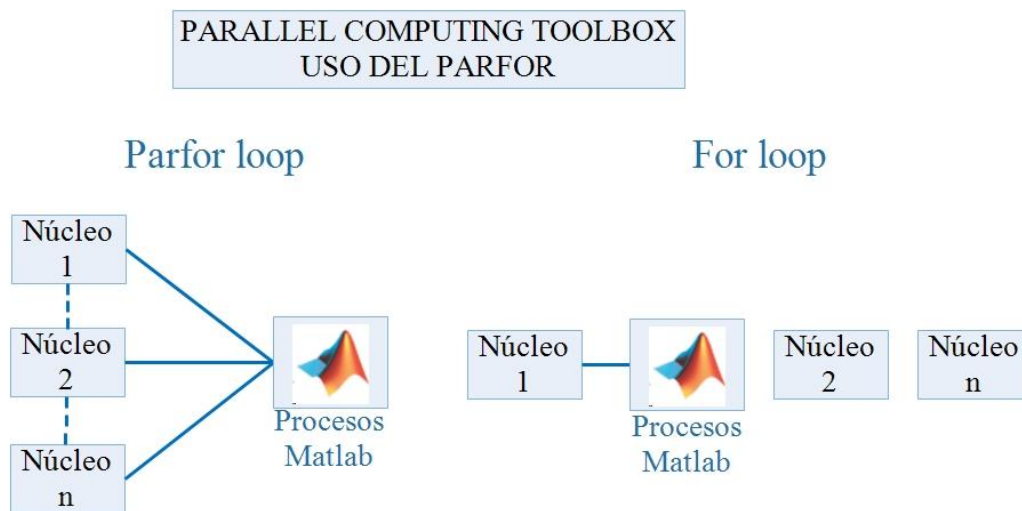 PARALLEL COMPUTING TOOLBOX
USO DEL PARFOR
Parfor loop
Núcleo
1
Núcleo
2
Núcleo
n
Procesos
Matlab
For loop
Núcleo
1
Procesos
Matlab
Núcleo
2
Núcleo
n